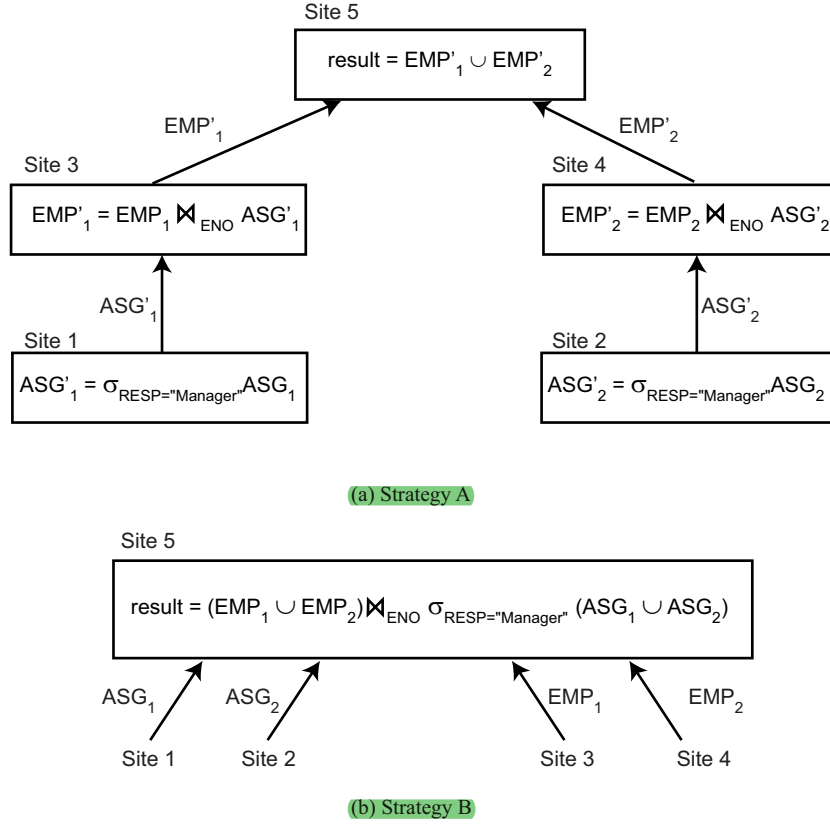 Site 5
result = EMP'₁ ∪ EMP'₂
EMP'₁
EMP'₂
Site 3
Site 4
EMP'₁ = EMP₁ ⋈ ENO ASG'₁
EMP'₂ = EMP₂ ⋈ ENO ASG'₂
ASG'₁
ASG'₂
Site 1
Site 2
ASG'₁ = σ RESP="Manager" ASG₁
ASG'₂ = σ RESP="Manager" ASG₂
(a) Strategy A
Site 5
result = (EMP₁ ∪ EMP₂) ⋈ ENO σ RESP="Manager" (ASG₁ ∪ ASG₂)
ASG₁
ASG₂
EMP₁
EMP₂
Site 1
Site 2
Site 3
Site 4
(b) Strategy B